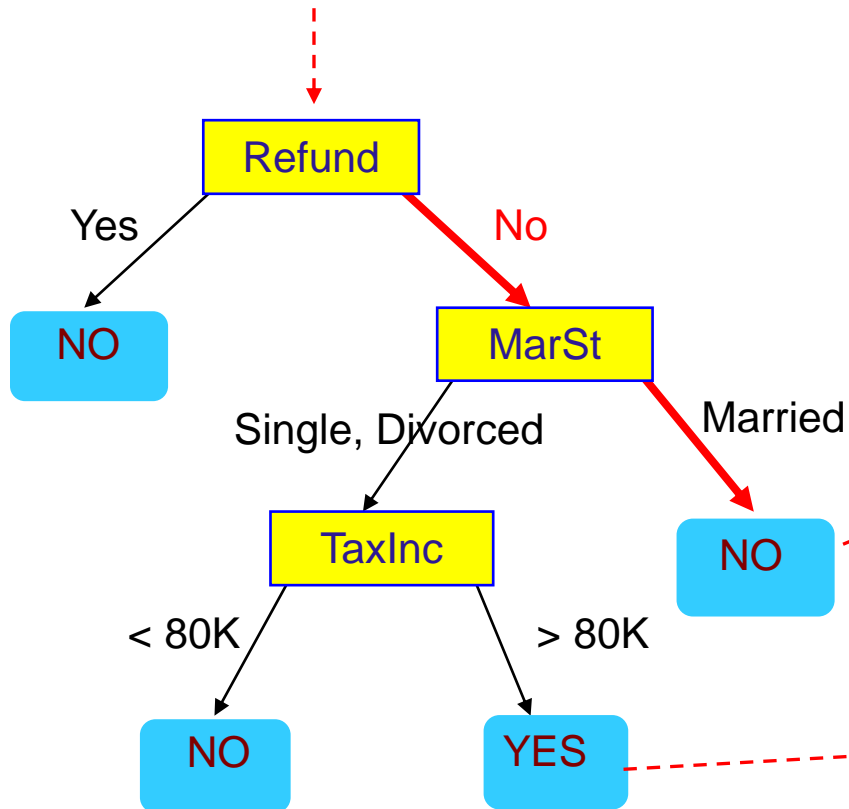 Refund
Yes
No
NO
MarSt
Single, Divorced
Married
TaxInc
NO
< 80K
> 80K
NO
YES